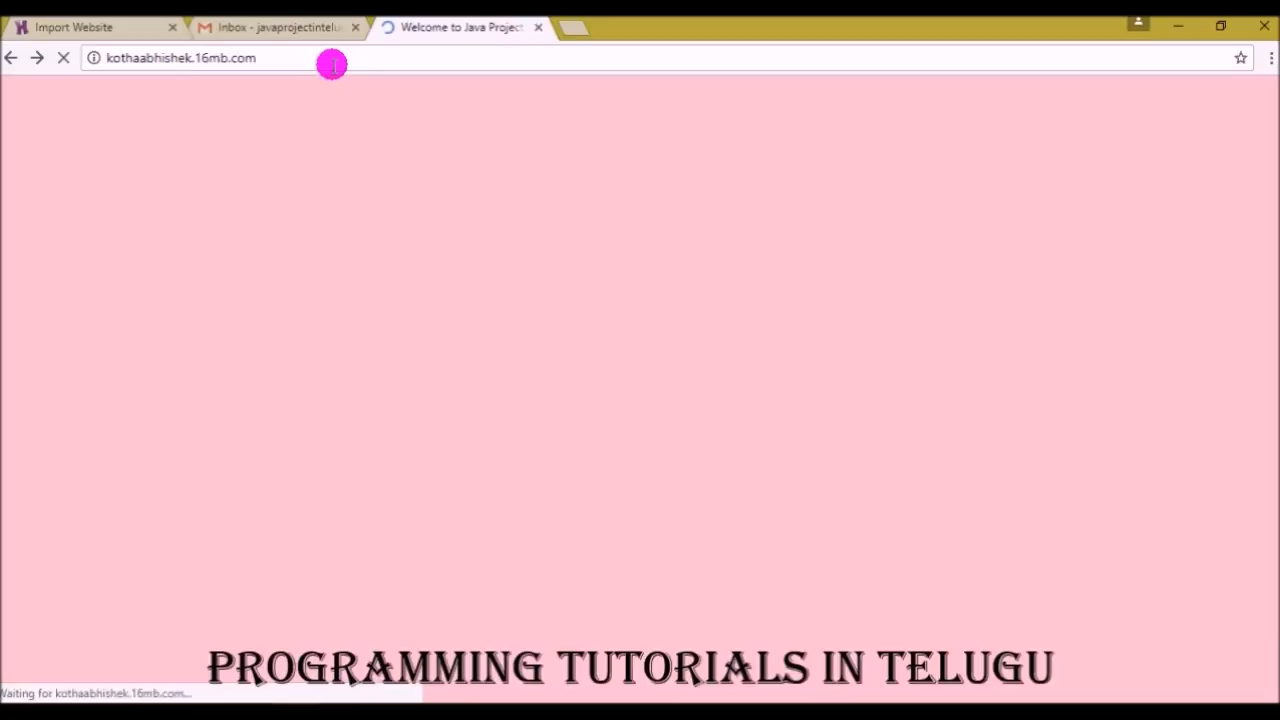 Import Website
Inbox - javaprojectintelu
Welcome to Java Project
kothaabhishek.16mb.com
PROGRAMMING TUTORIALS IN TELUGU
Waiting for kothaabhishek.16mb.com...